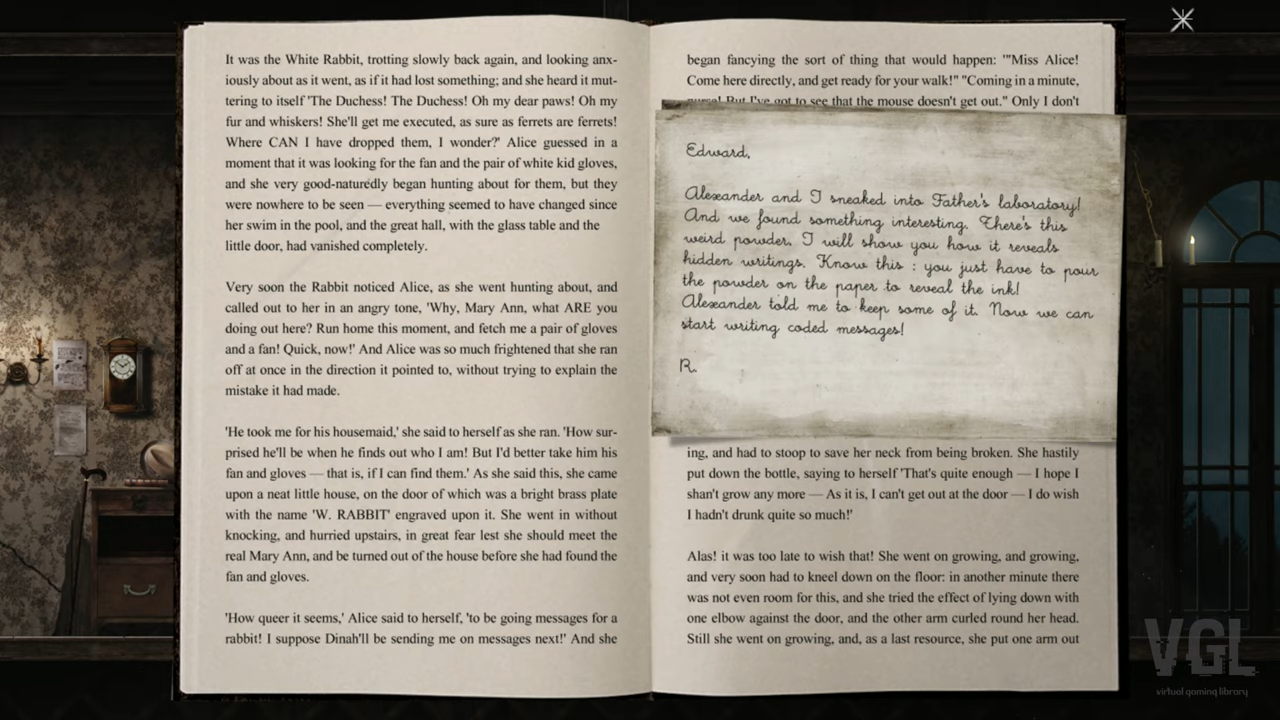 It was the White Rabbit, trotting slowly back again, and looking anx-
iously about as it went, as if it had lost something; and she heard it mut-
tering to itself 'The Duchess! The Duchess! Oh my dear paws! Oh my
fur and whiskers! She'll get me executed, as sure as ferrets are ferrets!
Where CAN I have dropped them, I wonder?' Alice guessed in a
moment that it was looking for the fan and the pair of white kid gloves,
and she very good-naturedly began hunting about for them, but they
were nowhere to be seen — everything seemed to have changed since
her swim in the pool, and the great hall, with the glass table and the
little door, had vanished completely.
Very soon the Rabbit noticed Alice, as she went hunting about, and
called out to her in an angry tone, 'Why, Mary Ann, what ARE you
doing out here? Run home this moment, and fetch me a pair of gloves
and a fan! Quick, now!' And Alice was so much frightened that she ran
off at once in the direction it pointed to, without trying to explain the
mistake it had made.
'He took me for his housemaid,' she said to herself as she ran. 'How sur-
prised he'll be when he finds out who I am! But I'd better take him his
fan and gloves — that is, if I can find them.' As she said this, she came
upon a neat little house, on the door of which was a bright brass plate
with the name 'W. RABBIT' engraved upon it. She went in without
knocking, and hurried upstairs, in great fear lest she should meet the
real Mary Ann, and be turned out of the house before she had found the
fan and gloves.
'How queer it seems,' Alice said to herself, 'to be going messages for a
rabbit! I suppose Dinah'll be sending me on messages next!' And she
began fancying the sort of thing that would happen: '"Miss Alice!
Come here directly, and get ready for your walk!" "Coming in a minute,
nurse! But I've got to see that the mouse doesn't get out." Only I don't
Edward,
Alexander and I sneaked into Father's laboratory!
And we found something interesting. There's this
weird powder. I will show you how it reveals
hidden writings. Know this : you just have to pour
the powder on the paper to reveal the ink!
Alexander told me to keep some of it. Now we can
start writing coded messages!
R.
ing, and had to stoop to save her neck from being broken. She hastily
put down the bottle, saying to herself 'That's quite enough — I hope I
shan't grow any more — As it is, I can't get out at the door — I do wish
I hadn't drunk quite so much!'
Alas! it was too late to wish that! She went on growing, and growing,
and very soon had to kneel down on the floor: in another minute there
was not even room for this, and she tried the effect of lying down with
one elbow against the door, and the other arm curled round her head.
Still she went on growing, and, as a last resource, she put one arm out
VGL
virtual gaming library